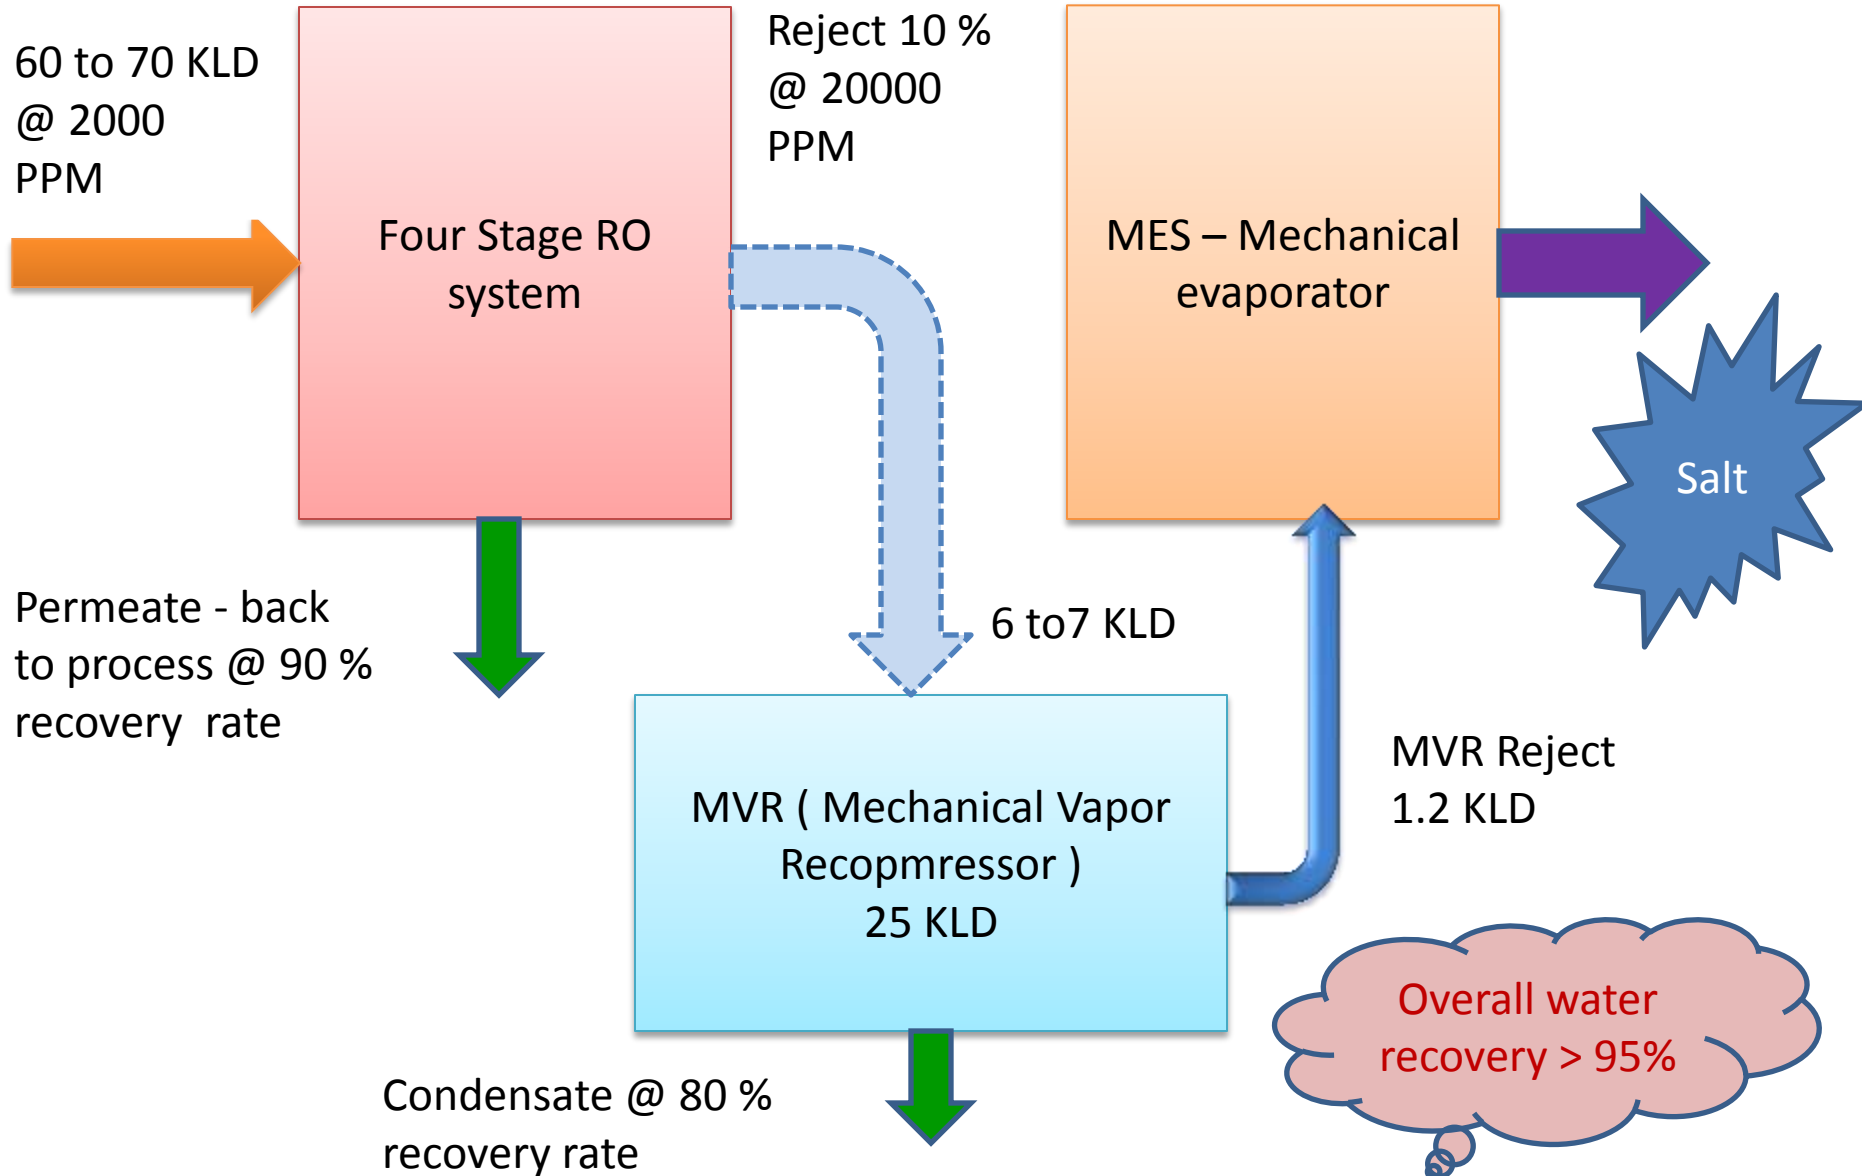 60 to 70 KLD
@ 2000
PPM
Four Stage RO
system
Reject 10 %
@ 20000
PPM
MES – Mechanical
evaporator
Salt
Permeate - back
to process @ 90 %
recovery rate
6 to7 KLD
MVR ( Mechanical Vapor
Recopmressor )
25 KLD
MVR Reject
1.2 KLD
Condensate @ 80 %
recovery rate
Overall water
recovery > 95%